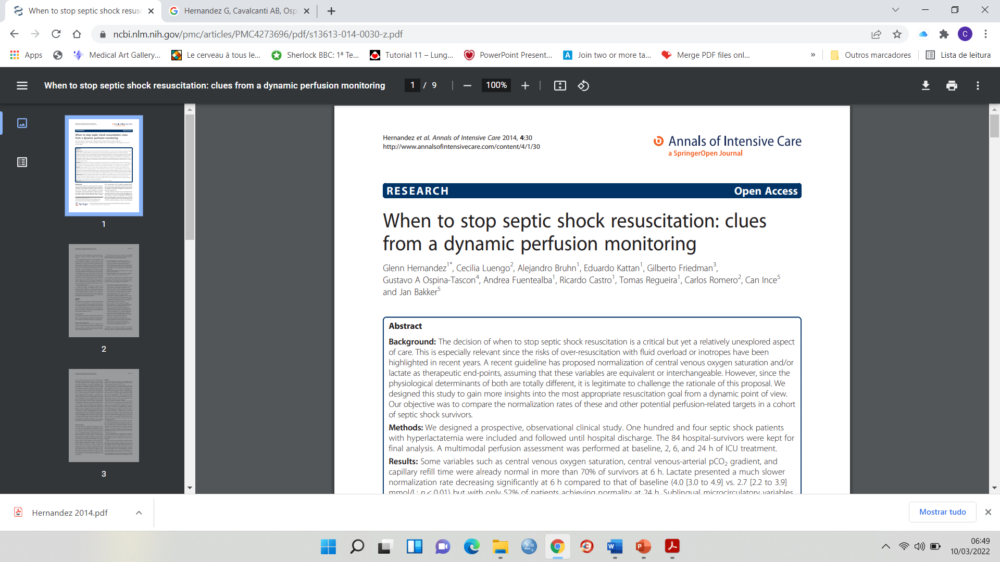 When to stop septic shock resusc
Hernandez G, Cavalcanti AB, Osp
ncbi.nlm.nih.gov/pmc/articles/PMC4273696/pdf/s13613-014-0030-z.pdf
C
Apps
Medical Art Gallery...
Le cerveau à tous le...
Sherlock BBC: 1ª Te...
Tutorial 11 – Lung...
PowerPoint Present...
Join two or more ta...
Merge PDF files onl...
»
Outros marcadores
Lista de leitura
When to stop septic shock resuscitation: clues from a dynamic perfusion monitoring
1 / 9
100%
1
2
3
Hernandez et al. Annals of Intensive Care 2014, 4:30
http://www.annalsofintensivecare.com/content/4/1/30
Annals of Intensive Care
a SpringerOpen Journal
RESEARCH Open Access
When to stop septic shock resuscitation: clues
from a dynamic perfusion monitoring
Glenn Hernandez1*, Cecilia Luengo2, Alejandro Bruhn1, Eduardo Kattan1, Gilberto Friedman3,
Gustavo A Ospina-Tascon4, Andrea Fuentealba1, Ricardo Castro1, Tomas Regueira1, Carlos Romero2, Can Ince5
and Jan Bakker5
Abstract
Background: The decision of when to stop septic shock resuscitation is a critical but yet a relatively unexplored aspect
of care. This is especially relevant since the risks of over-resuscitation with fluid overload or inotropes have been
highlighted in recent years. A recent guideline has proposed normalization of central venous oxygen saturation and/or
lactate as therapeutic end-points, assuming that these variables are equivalent or interchangeable. However, since the
physiological determinants of both are totally different, it is legitimate to challenge the rationale of this proposal. We
designed this study to gain more insights into the most appropriate resuscitation goal from a dynamic point of view.
Our objective was to compare the normalization rates of these and other potential perfusion-related targets in a cohort
of septic shock survivors.
Methods: We designed a prospective, observational clinical study. One hundred and four septic shock patients
with hyperlactatemia were included and followed until hospital discharge. The 84 hospital-survivors were kept for
final analysis. A multimodal perfusion assessment was performed at baseline, 2, 6, and 24 h of ICU treatment.
Results: Some variables such as central venous oxygen saturation, central venous-arterial pCO2 gradient, and
capillary refill time were already normal in more than 70% of survivors at 6 h. Lactate presented a much slower
normalization rate decreasing significantly at 6 h compared to that of baseline (4.0 [3.0 to 4.9] vs. 2.7 [2.2 to 3.9]
mmol/L; p < 0.01) but with only 52% of patients achieving normality at 24 h. Sublingual microcirculatory variables
Hernandez 2014.pdf
Mostrar tudo
06:49
10/03/2022